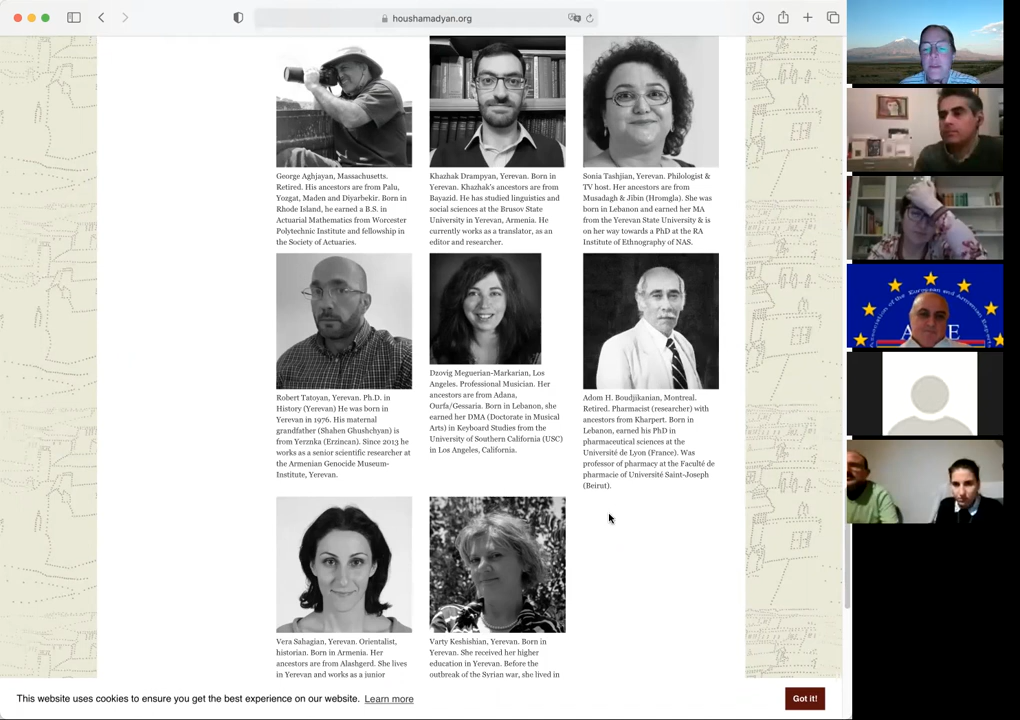 houshamadyan.org
George Aghjayan, Massachusetts.
Retired. His ancestors are from Palu,
Yozgat, Maden and Diyarbekir. Born in
Rhode Island, he earned a B.S. in
Actuarial Mathematics from Worcester
Polytechnic Institute and fellowship in
the Society of Actuaries.
Khazhak Drampyan, Yerevan. Born in
Yerevan. Khazhak's ancestors are from
Bayazid. He has studied linguistics and
social sciences at the Brusov State
University in Yerevan, Armenia. He
currently works as a translator, as an
editor and researcher.
Sonia Tashjian, Yerevan. Philologist &
TV host. Her ancestors are from
Musadagh & Jibin (Hromgla). She was
born in Lebanon and earned her MA
from the Yerevan State University & is
on her way towards a PhD at the RA
Institute of Ethnography of NAS.
Robert Tatoyan, Yerevan. Ph.D. in
History (Yerevan) He was born in
Yerevan in 1976. His maternal
grandfather (Shahen Ghushchyan) is
from Yerznka (Erzincan). Since 2013 he
works as a senior scientific researcher at
the Armenian Genocide Museum-
Institute, Yerevan.
Dzovig Meguerian-Markarian, Los
Angeles. Professional Musician. Her
ancestors are from Adana,
Ourfa/Gessaria. Born in Lebanon, she
earned her DMA (Doctorate in Musical
Arts) in Keyboard Studies from the
University of Southern California (USC)
in Los Angeles, California.
Adom H. Boudjikanian, Montreal.
Retired. Pharmacist (researcher) with
ancestors from Kharpert. Born in
Lebanon, earned his PhD in
pharmaceutical sciences at the
Université de Lyon (France). Was
professor of pharmacy at the Faculté de
pharmacie of Université Saint-Joseph
(Beirut).
Vera Sahagian, Yerevan. Orientalist,
historian. Born in Armenia. Her
ancestors are from Alashgerd. She lives
in Yerevan and works as a junior
Varty Keshishian, Yerevan. Born in
Yerevan. She received her higher
education in Yerevan. Before the
outbreak of the Syrian war, she lived in
This website uses cookies to ensure you get the best experience on our website. Learn more
Got it!
Association of the European and Armenian Experts